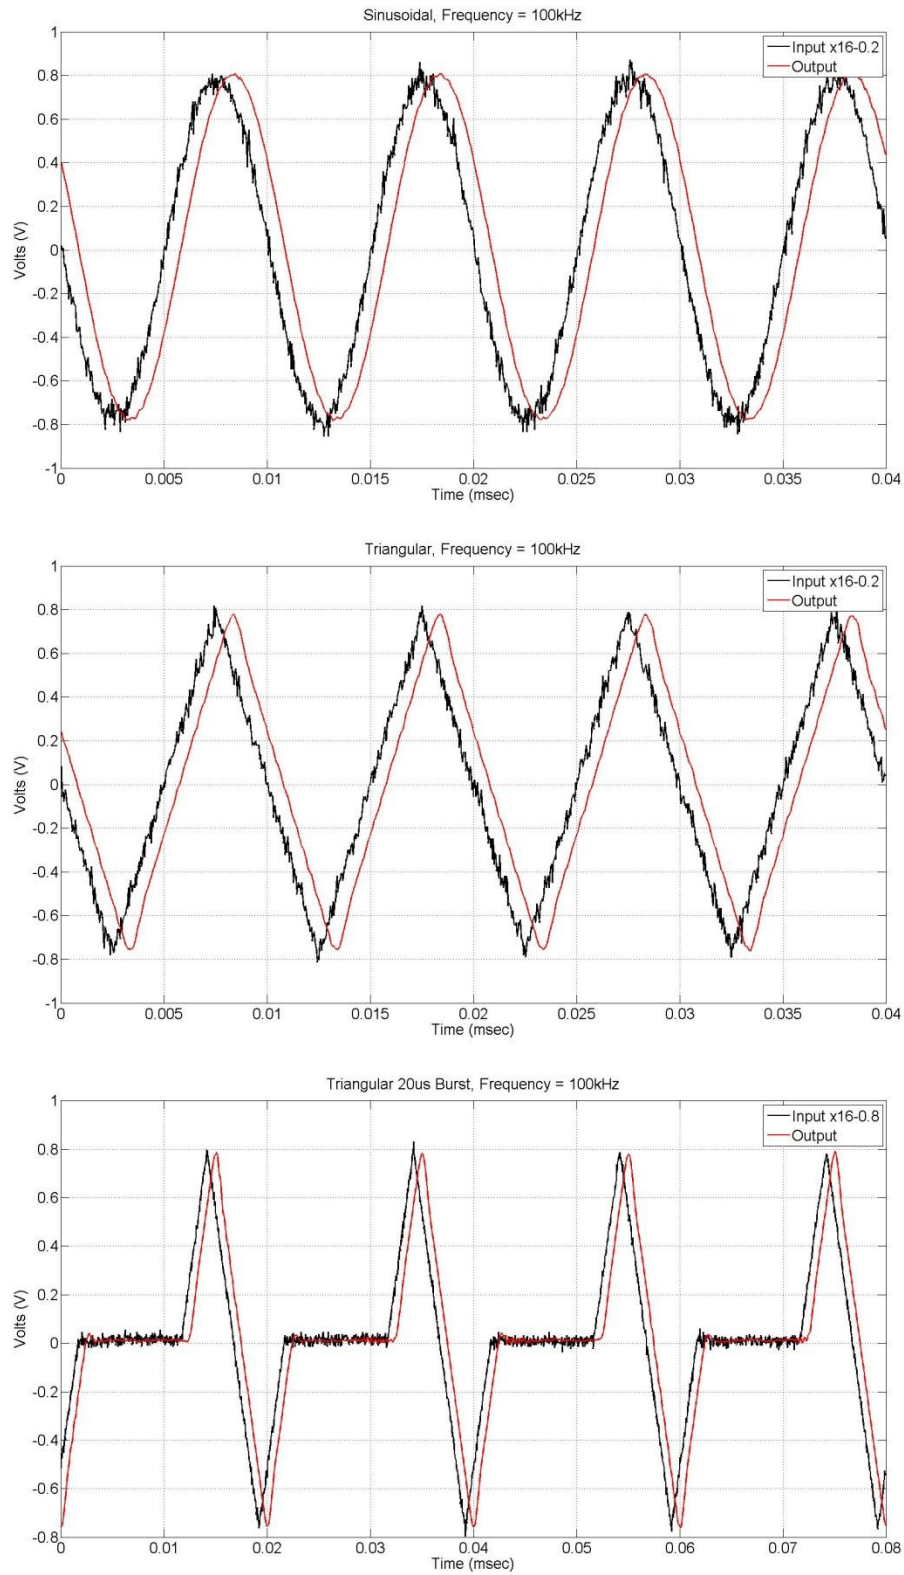 Sinusoidal, Frequency = 100kHz
Input x16-0.2
Output
1
0.8
0.6
0.4
0.2
0
-0.2
-0.4
-0.6
-0.8
-1
Volts (V)
0 0.005 0.01 0.015 0.02 0.025 0.03 0.035 0.04
Time (msec)
Triangular, Frequency = 100kHz
Input x16-0.2
Output
1
0.8
0.6
0.4
0.2
0
-0.2
-0.4
-0.6
-0.8
-1
Volts (V)
0 0.005 0.01 0.015 0.02 0.025 0.03 0.035 0.04
Time (msec)
Triangular 20us Burst, Frequency = 100kHz
Input x16-0.8
Output
1
0.8
0.6
0.4
0.2
0
-0.2
-0.4
-0.6
-0.8
Volts (V)
0 0.01 0.02 0.03 0.04 0.05 0.06 0.07 0.08
Time (msec)